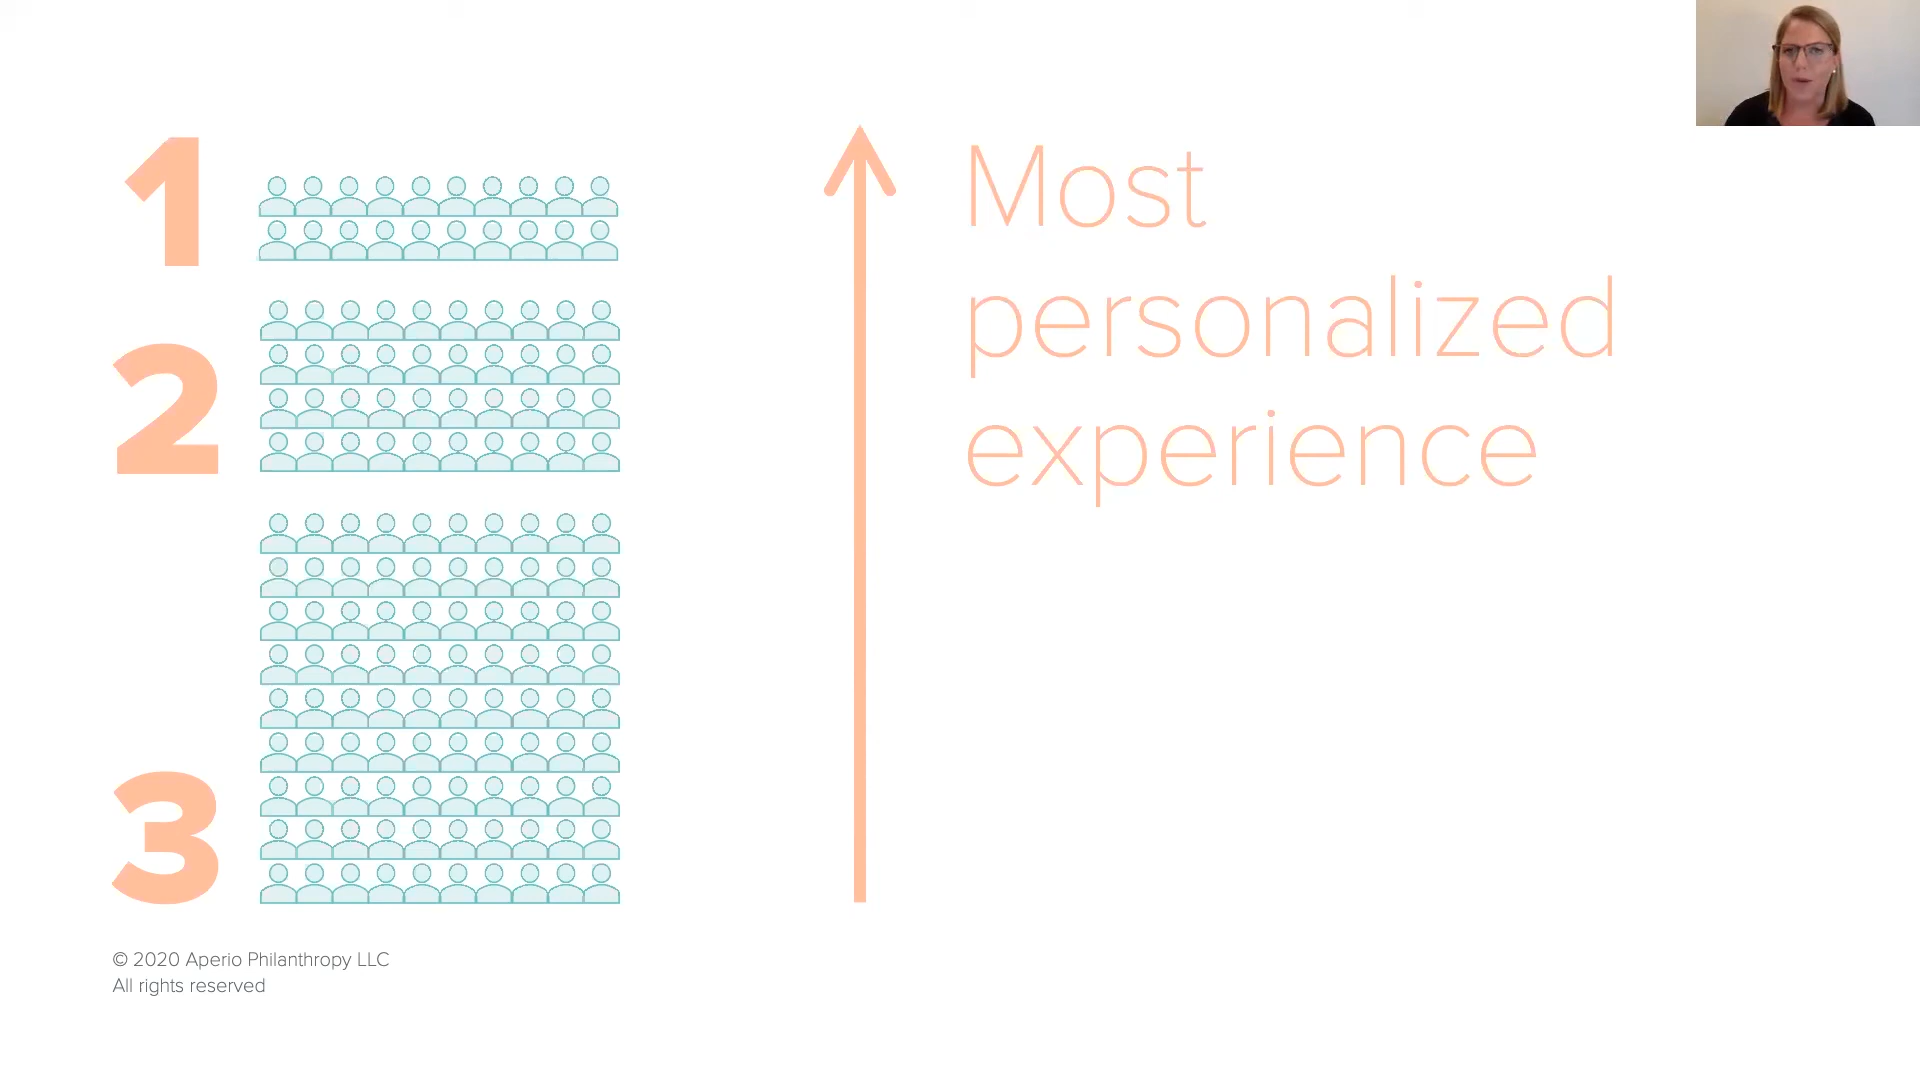 1
2
3
Most
personalized
experience
© 2020 Aperio Philanthropy LLC
All rights reserved